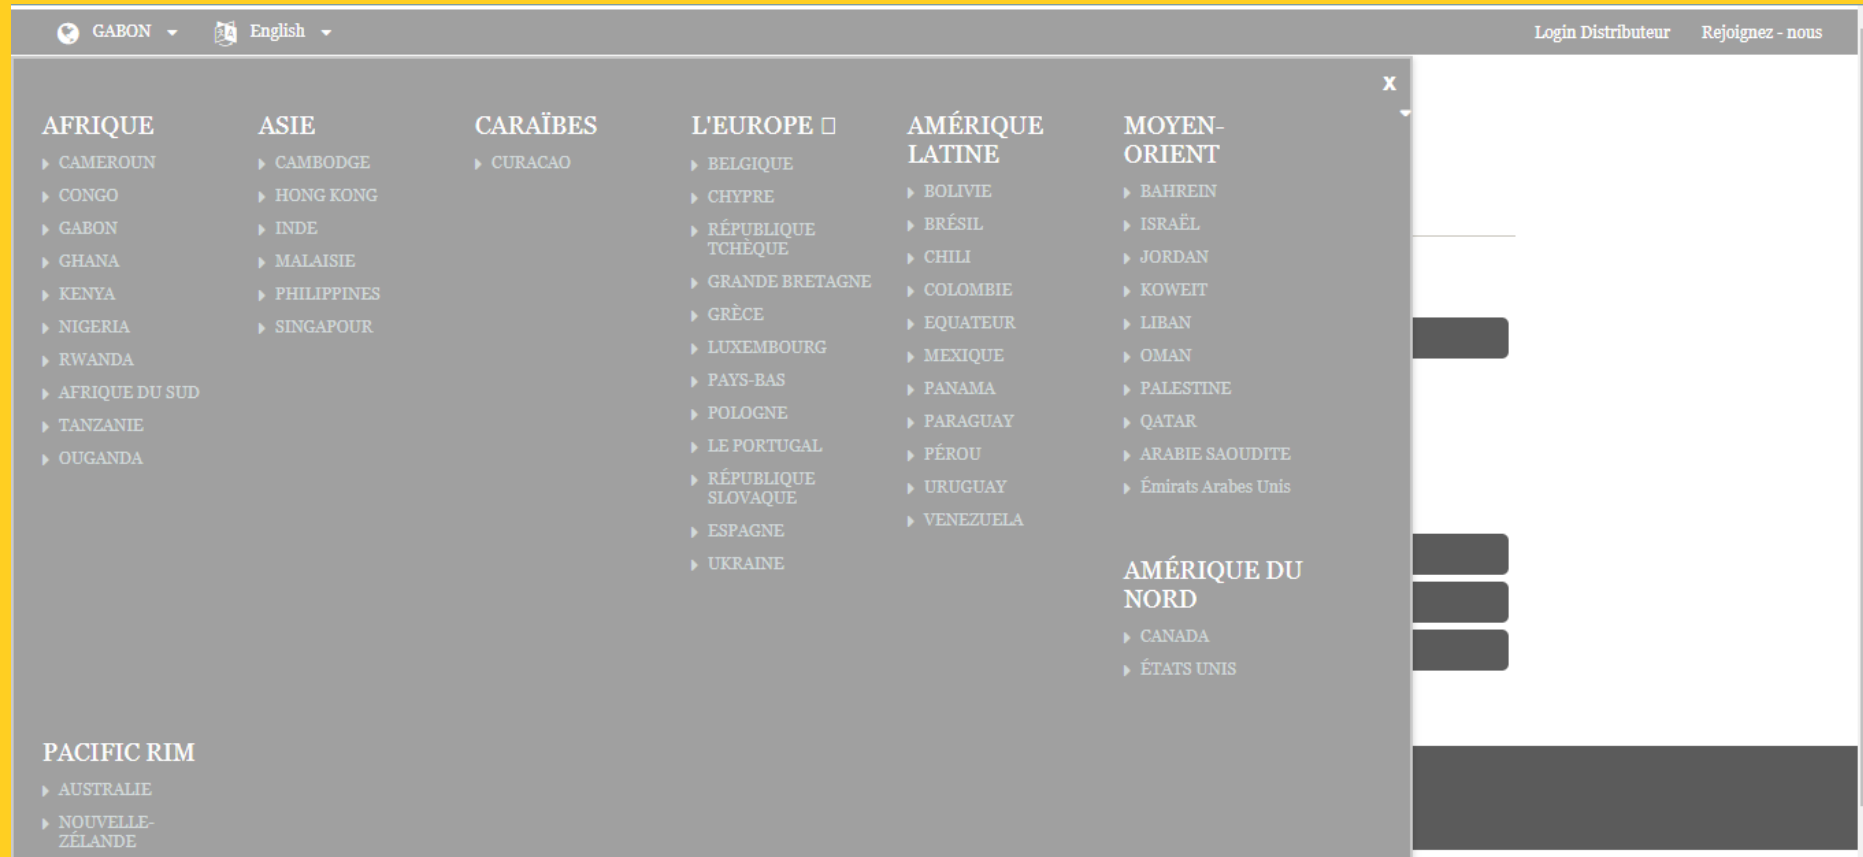 GABON
English
Login Distributeur
Rejoignez - nous
X
AFRIQUE
CAMEROUN
CONGO
GABON
GHANA
KENYA
NIGERIA
RWANDA
AFRIQUE DU SUD
TANZANIE
OUGANDA
ASIE
CAMBODGE
HONG KONG
INDE
MALAISIE
PHILIPPINES
SINGAPOUR
CARAÏBES
CURACAO
L'EUROPE
BELGIQUE
CHYPRE
RÉPUBLIQUE
TCHÈQUE
GRANDE BRETAGNE
GRÈCE
LUXEMBOURG
PAYS-BAS
POLOGNE
LE PORTUGAL
RÉPUBLIQUE
SLOVAQUE
ESPAGNE
UKRAINE
AMÉRIQUE
LATINE
BOLIVIE
BRÉSIL
CHILI
COLOMBIE
EQUATEUR
MEXIQUE
PANAMA
PARAGUAY
PÉROU
URUGUAY
VENEZUELA
MOYEN-
ORIENT
BAHREIN
ISRAËL
JORDAN
KOWEIT
LIBAN
OMAN
PALESTINE
QATAR
ARABIE SAOUDITE
Émirats Arabes Unis
AMÉRIQUE DU
NORD
CANADA
ÉTATS UNIS
PACIFIC RIM
AUSTRALIE
NOUVELLE-
ZÉLANDE